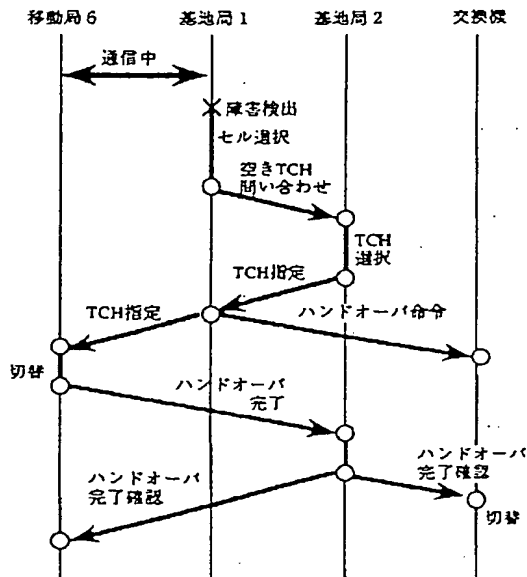 移動局6
基地局1
基地局2
交換機
通信中
障害検出
セル選択
空きTCH
問い合わせ
TCH
選択
TCH指定
TCH指定
ハンドオーバ命令
切替
ハンドオーバ
完了
ハンドオーバ
完了確認
ハンドオーバ
完了確認
切替